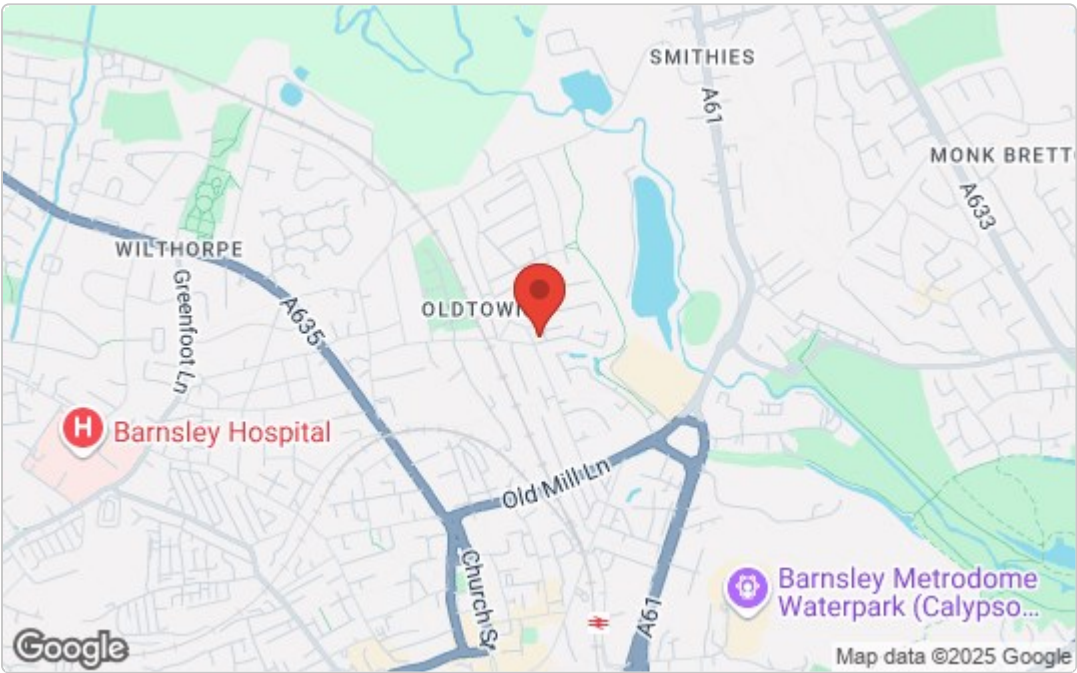 SMITHIES
A61
MONK BRETT
A633
WILTHORPE
Greenfoot Ln
A635
OLDTOWN
H
Barnsley Hospital
Old Mill Ln
Church St
A61
Barnsley Metrodome
Waterpark (Calypso...
Google
Map data ©2025 Google